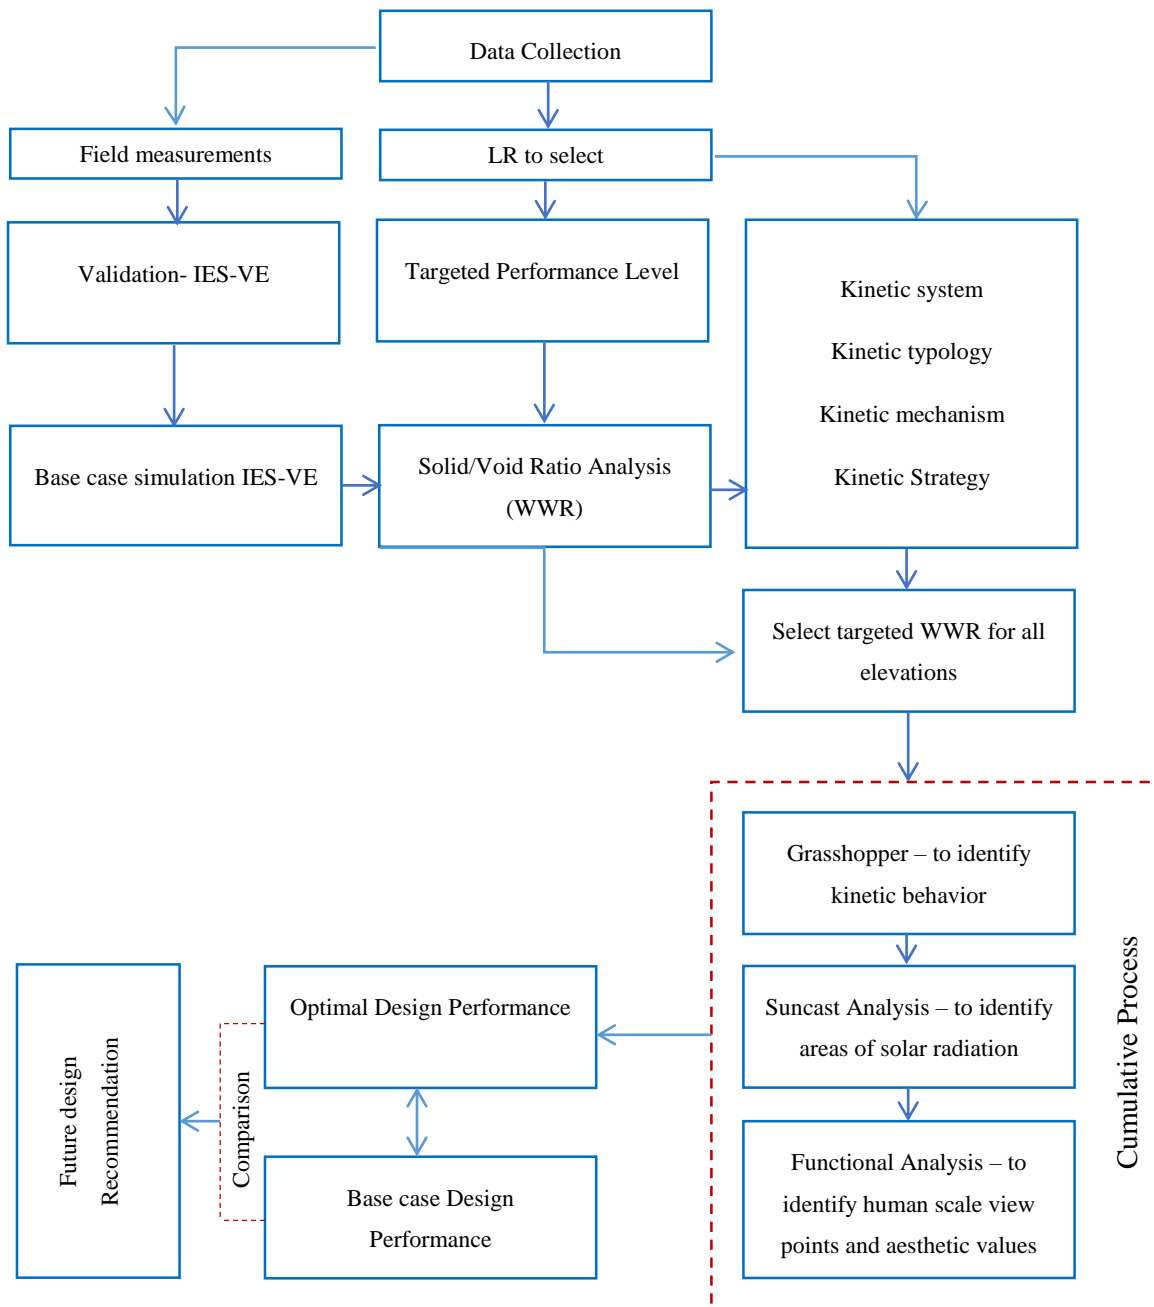 Data Collection
Field measurements
LR to select
Validation- IES-VE
Targeted Performance Level
Kinetic system
Kinetic typology
Kinetic mechanism
Kinetic Strategy
Base case simulation IES-VE
Solid/Void Ratio Analysis
(WWR)
Select targeted WWR for all
elevations
Grasshopper – to identify
kinetic behavior
Suncast Analysis – to identify
areas of solar radiation
Functional Analysis – to
identify human scale view
points and aesthetic values
Cumulative Process
Optimal Design Performance
Base case Design
Performance
Comparison
Future design
Recommendation